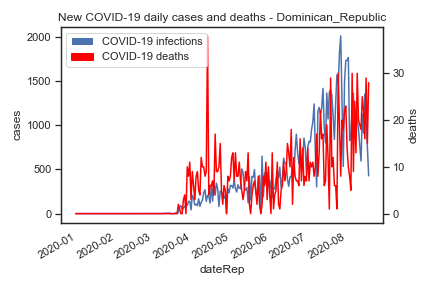 New COVID-19 daily cases and deaths - Dominican_Republic
COVID-19 infections
COVID-19 deaths
2000
1500
1000
500
0
cases
30
20
10
0
deaths
2020-01
2020-02
2020-03
2020-04
2020-05
2020-06
2020-07
2020-08
dateRep